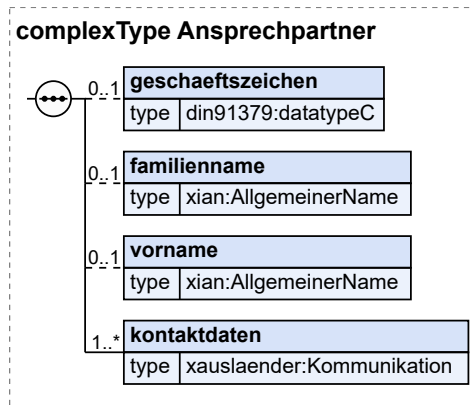 complexType Ansprechpartner
0..1 geschaeftszeichen
type din91379:datatypeC
0..1 familienname
type xian:AllgemeinerName
0..1 vorname
type xian:AllgemeinerName
1..* kontaktdaten
type xauslaender:Kommunikation